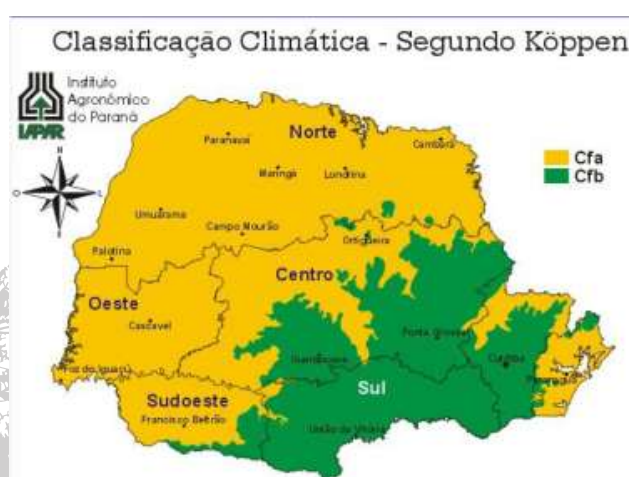 Classificação Climática - Segundo Köppen
Instituto
Agronômico
do Paraná
IAPAR
N
O
L
S
Cfa
Cfb
Norte
Paranavaí
Cambará
Maringá
Londrina
Umuarama
Campo Mourão
Ortigueira
Palotina
Centro
Oeste
Cascavel
Ponta Grossa
Guarapuava
Curitiba
Foz do Iguaçu
Paranaguá
Sul
Sudoeste
Francisco Beltrão
União da Vitória